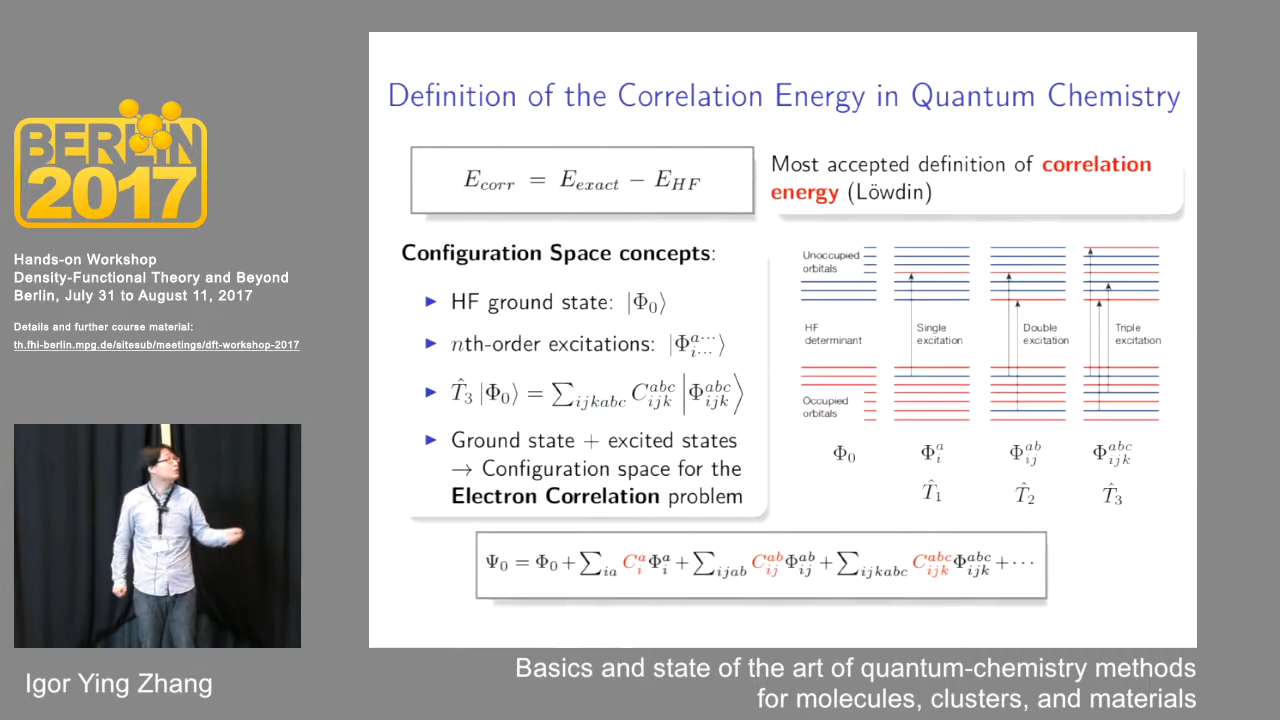 BERLIN
2017
Hands-on Workshop
Density-Functional Theory and Beyond
Berlin, July 31 to August 11, 2017
Details and further course material:
th.fhi-berlin.mpg.de/sitesub/meetings/dft-workshop-2017
Igor Ying Zhang
Definition of the Correlation Energy in Quantum Chemistry
E_{corr} = E_{exact} − E_{HF}
Most accepted definition of correlation
energy (Löwdin)
Configuration Space concepts:
▶ HF ground state: |Φ_0⟩
▶ nth-order excitations: |Φ_{i···}^{a···}⟩
▶ T̂_3 |Φ_0⟩ = ∑_{ijkabc} C_{ijk}^{abc} |Φ_{ijk}^{abc}⟩
▶ Ground state + excited states
→ Configuration space for the
Electron Correlation problem
Unoccupied
orbitals
HF
determinant
Single
excitation
Double
excitation
Triple
excitation
Occupied
orbitals
Φ_0 Φ_i^a Φ_{ij}^{ab} Φ_{ijk}^{abc}
T̂_1 T̂_2 T̂_3
Ψ_0 = Φ_0 + ∑_{ia} C_i^a Φ_i^a + ∑_{ijab} C_{ij}^{ab} Φ_{ij}^{ab} + ∑_{ijkabc} C_{ijk}^{abc} Φ_{ijk}^{abc} + ···
Basics and state of the art of quantum-chemistry methods
for molecules, clusters, and materials